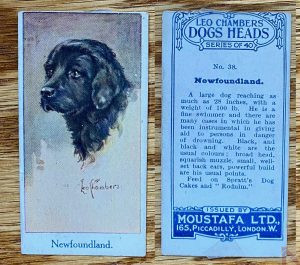 Leo Chambers
Newfoundland.
LEO CHAMBERS'
DOGS HEADS
SERIES OF 40
No. 38.
Newfoundland.
A large dog reaching as
much as 28 inches, with a
weight of 100 lb. He is a
fine swimmer and there are
many cases in which he has
been instrumental in giving
aid to persons in danger
of drowning. Black, and
black and white are the
usual colours; broad head,
squarish muzzle, small, well-
set back ears, powerful build
are his usual points.
Feed on Spratt's Dog
Cakes and "Rodnim."
ISSUED BY
MOUSTAFA LTD.,
165, PICCADILLY, LONDON. W.